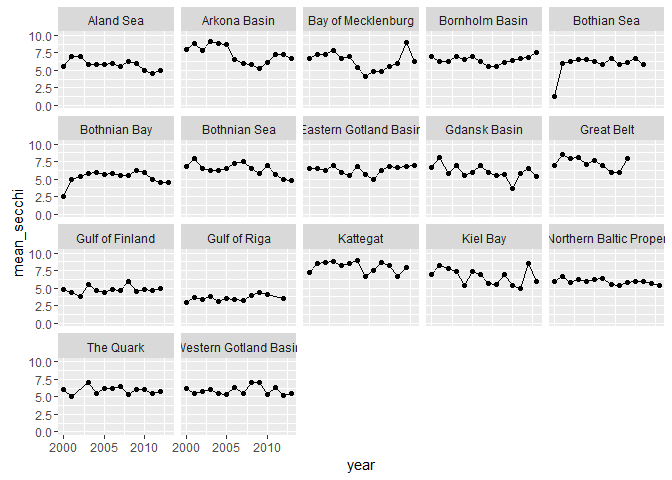 Aland Sea Arkona Basin Bay of Mecklenburg Bornholm Basin Bothian Sea
10.0
7.5
5.0
2.5
0.0
Bothnian Bay Bothnian Sea Eastern Gotland Basin Gdansk Basin Great Belt
10.0
7.5
5.0
2.5
0.0
mean_secchi
Gulf of Finland Gulf of Riga Kattegat Kiel Bay Northern Baltic Proper
10.0
7.5
5.0
2.5
0.0
The Quark Western Gotland Basin
10.0
7.5
5.0
2.5
0.0
2000 2005 2010 2000 2005 2010
year